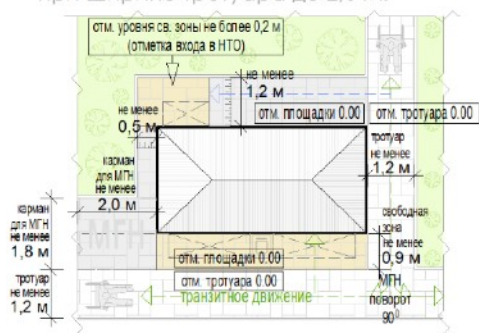 отм. уровня св. зоны не более 0,2 м
(отметка входа в НТО)
не менее
1,2 м
не менее
0,5 м
отм. площадки 0.00
отм. тротуара 0.00
карман
для МГН
не менее
2,0 м
тротуар
не менее
1,2 м
карман
для МГН
не менее
1,8 м
МГН
свободная
зона
не менее
0,9 м
отм. площадки 0.00
отм. тротуара 0.00
тротуар
не менее
1,2 м
транзитное движение
МГН
поворот
90⁰